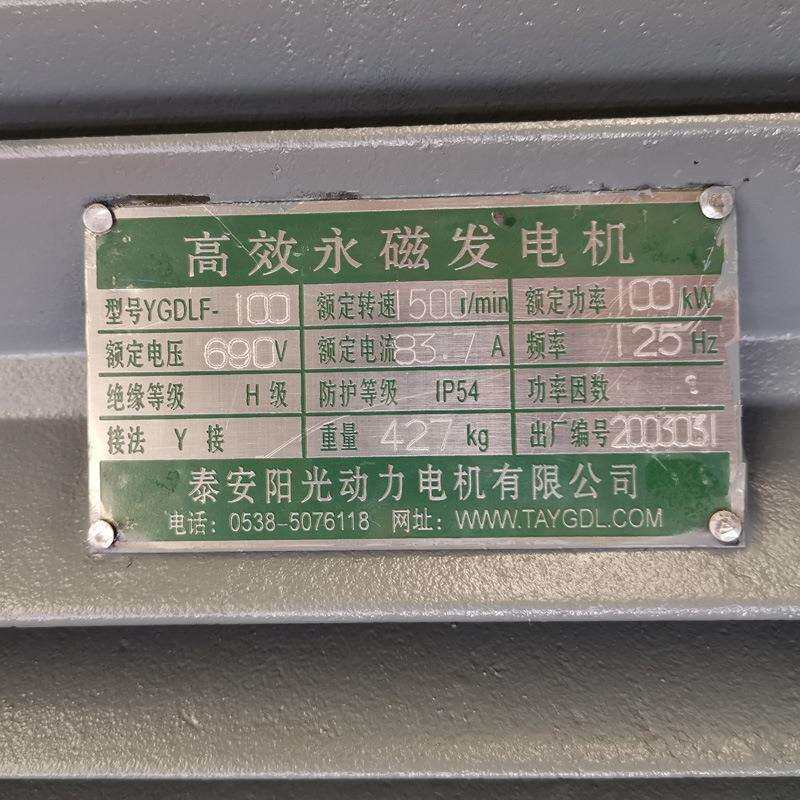 高效永磁发电机
型号YGDLF-100 额定转速1500r/min 额定功率100kW
额定电压690V 额定电流83.7A 频率125Hz
绝缘等级 H 级 防护等级 IP54 功率因数
接法 Y 接 重量 427kg 出厂编号2003031
泰安阳光动力电机有限公司
电话: 0538-5076118 网址: WWW.TAYGDL.COM